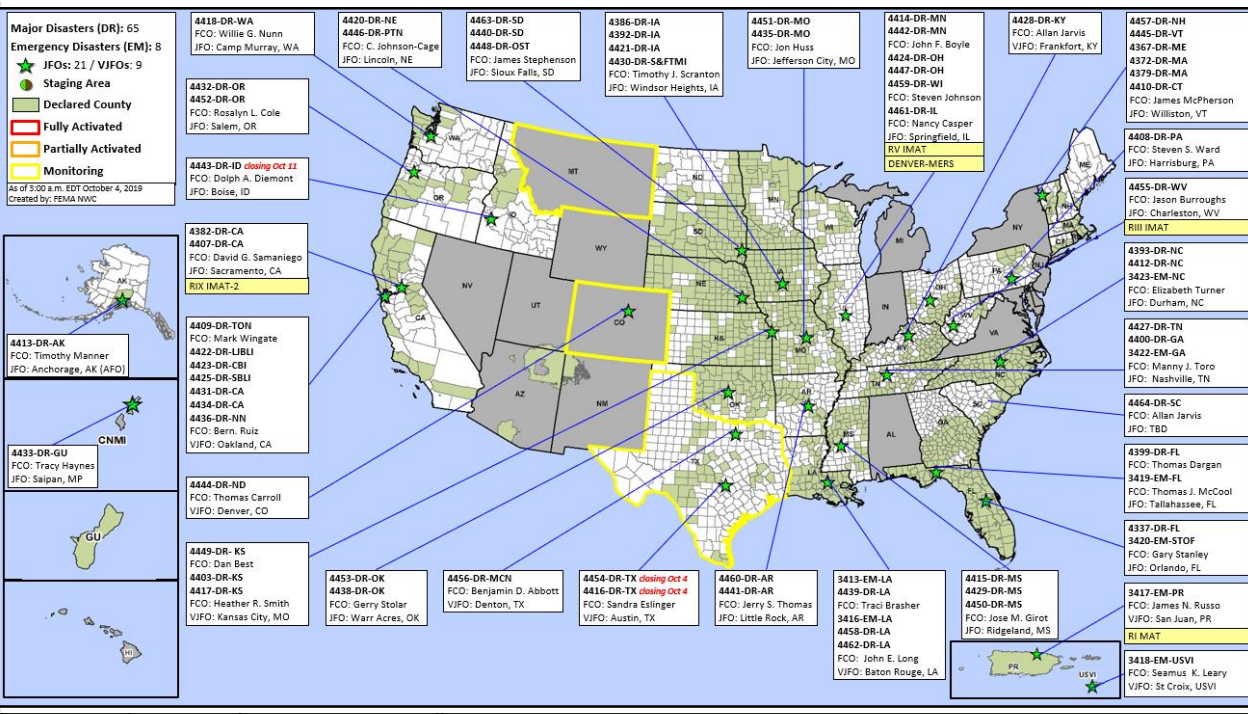 Major Disasters (DR): 65
Emergency Disasters (EM): 8
JFOs: 21 / VJFOs: 9
Staging Area
Declared County
Fully Activated
Partially Activated
Monitoring
As of 3:00 a.m. EDT October 4, 2019
Created by: FEMA NWC
4418-DR-WA
FCO: Willie G. Nunn
JFO: Camp Murray, WA
4420-DR-NE
4446-DR-PTN
FCO: C. Johnson-Cage
JFO: Lincoln, NE
4463-DR-SD
4440-DR-SD
4448-DR-OST
FCO: James Stephenson
JFO: Sioux Falls, SD
4386-DR-IA
4392-DR-IA
4421-DR-IA
4430-DR-S&FTMI
FCO: Timothy J. Scranton
JFO: Windsor Heights, IA
4451-DR-MO
4435-DR-MO
FCO: Jon Huss
JFO: Jefferson City, MO
4414-DR-MN
4442-DR-MN
FCO: John F. Boyle
4424-DR-OH
4447-DR-OH
4459-DR-WI
FCO: Steven Johnson
4461-DR-IL
FCO: Nancy Casper
JFO: Springfield, IL
RV IMAT
DENVER-MERS
4428-DR-KY
FCO: Allan Jarvis
VJFO: Frankfort, KY
4457-DR-NH
4445-DR-VT
4367-DR-ME
4372-DR-MA
4379-DR-MA
4410-DR-CT
FCO: James McPherson
JFO: Williston, VT
4432-DR-OR
4452-DR-OR
FCO: Rosalyn L. Cole
JFO: Salem, OR
4443-DR-ID closing Oct 11
FCO: Dolph A. Diemont
JFO: Boise, ID
4382-DR-CA
4407-DR-CA
FCO: David G. Samaniego
JFO: Sacramento, CA
RIX IMAT-2
4409-DR-TON
FCO: Mark Wingate
4422-DR-LJBLI
4423-DR-CBI
4425-DR-SBLI
4431-DR-CA
4434-DR-CA
4436-DR-NN
FCO: Bern. Ruiz
VJFO: Oakland, CA
4444-DR-ND
FCO: Thomas Carroll
VJFO: Denver, CO
4449-DR- KS
FCO: Dan Best
4403-DR-KS
4417-DR-KS
FCO: Heather R. Smith
VJFO: Kansas City, MO
4453-DR-OK
4438-DR-OK
FCO: Gerry Stolar
JFO: Warr Acres, OK
4456-DR-MCN
FCO: Benjamin D. Abbott
VJFO: Denton, TX
4454-DR-TX closing Oct 4
4416-DR-TX closing Oct 4
FCO: Sandra Eslinger
VJFO: Austin, TX
4460-DR-AR
4441-DR-AR
FCO: Jerry S. Thomas
JFO: Little Rock, AR
3413-EM-LA
4439-DR-LA
FCO: Traci Brasher
3416-EM-LA
4458-DR-LA
4462-DR-LA
FCO: John E. Long
VJFO: Baton Rouge, LA
4415-DR-MS
4429-DR-MS
4450-DR-MS
FCO: Jose M. Girot
JFO: Ridgeland, MS
4408-DR-PA
FCO: Steven S. Ward
JFO: Harrisburg, PA
4455-DR-WV
FCO: Jason Burroughs
JFO: Charleston, WV
RIII IMAT
4393-DR-NC
4412-DR-NC
3423-EM-NC
FCO: Elizabeth Turner
JFO: Durham, NC
4427-DR-TN
4400-DR-GA
3422-EM-GA
FCO: Manny J. Toro
JFO: Nashville, TN
4464-DR-SC
FCO: Allan Jarvis
JFO: TBD
4399-DR-FL
FCO: Thomas Dargan
3419-EM-FL
FCO: Thomas J. McCool
JFO: Tallahassee, FL
4337-DR-FL
3420-EM-STOF
FCO: Gary Stanley
JFO: Orlando, FL
3417-EM-PR
FCO: James N. Russo
VJFO: San Juan, PR
RI MAT
3418-EM-USVI
FCO: Seamus K. Leary
VJFO: St Croix, USVI
AK
4413-DR-AK
FCO: Timothy Manner
JFO: Anchorage, AK (AFO)
CNMI
4433-DR-GU
FCO: Tracy Haynes
JFO: Saipan, MP
GU
HI
WA
MT
ND
MN
ME
OR
ID
SD
WI
MI
NY
NH
VT
MA
CT
WY
NE
IA
PA
NJ
NV
UT
CO
KS
MO
IN
OH
WV
VA
KY
CA
AZ
NM
OK
AR
TN
NC
SC
TX
LA
MS
AL
GA
FL
PR
USVI